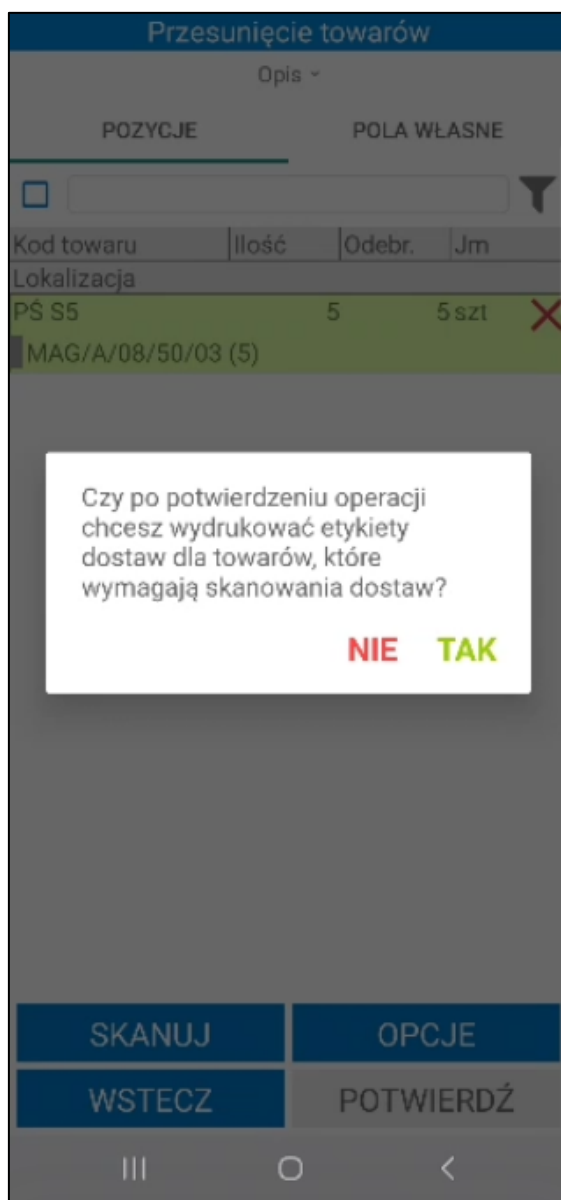 Przesunięcie towarów
Opis
POZYCJE POLA WŁASNE
Kod towaru Ilość Odebr. Jm
Lokalizacja
PŚ S5 5 5 szt
MAG/A/08/50/03 (5)
Czy po potwierdzeniu operacji
chcesz wydrukować etykiety
dostaw dla towarów, które
wymagają skanowania dostaw?
NIE TAK
SKANUJ OPCJE
WSTECZ POTWIERDŹ